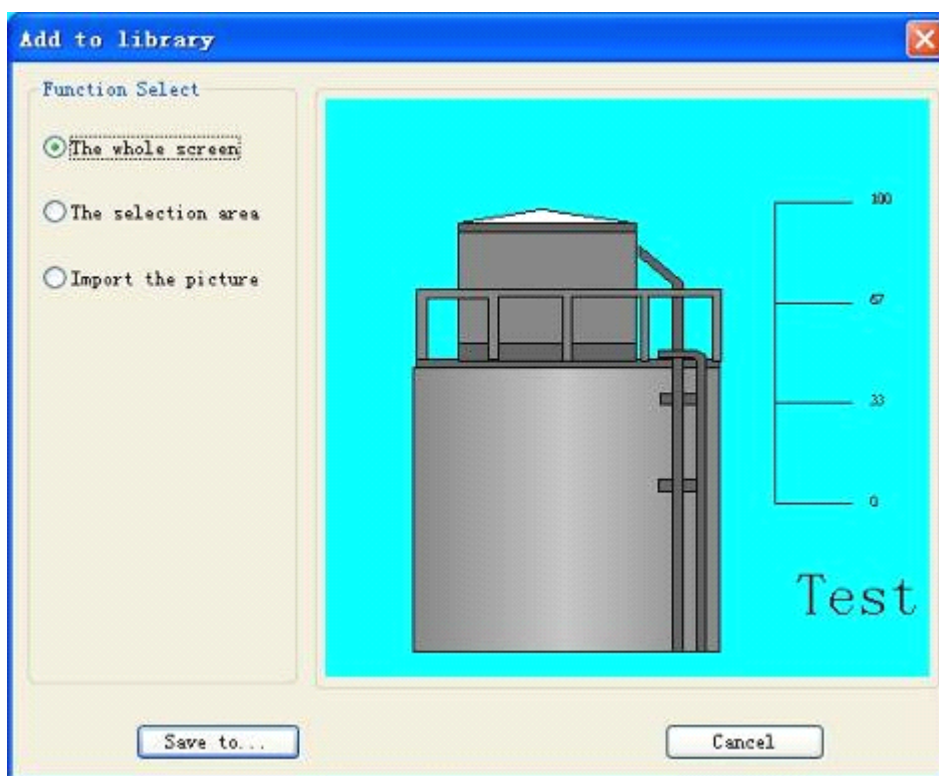 Add to library
Function Select
The whole screen
The selection area
Import the picture
100
67
33
0
Test
Save to...
Cancel